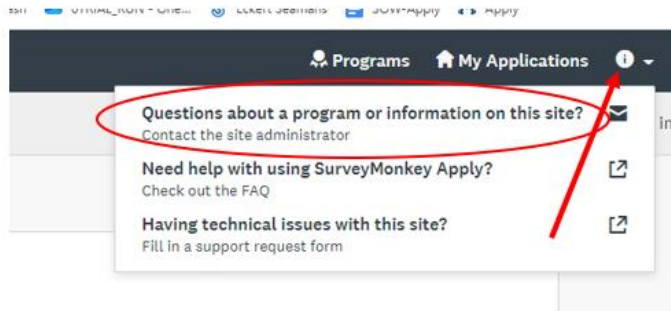 Eckert Seamans
Apply
Programs My Applications
Questions about a program or information on this site?
Contact the site administrator
in
Need help with using SurveyMonkey Apply?
Check out the FAQ
Having technical issues with this site?
Fill in a support request form